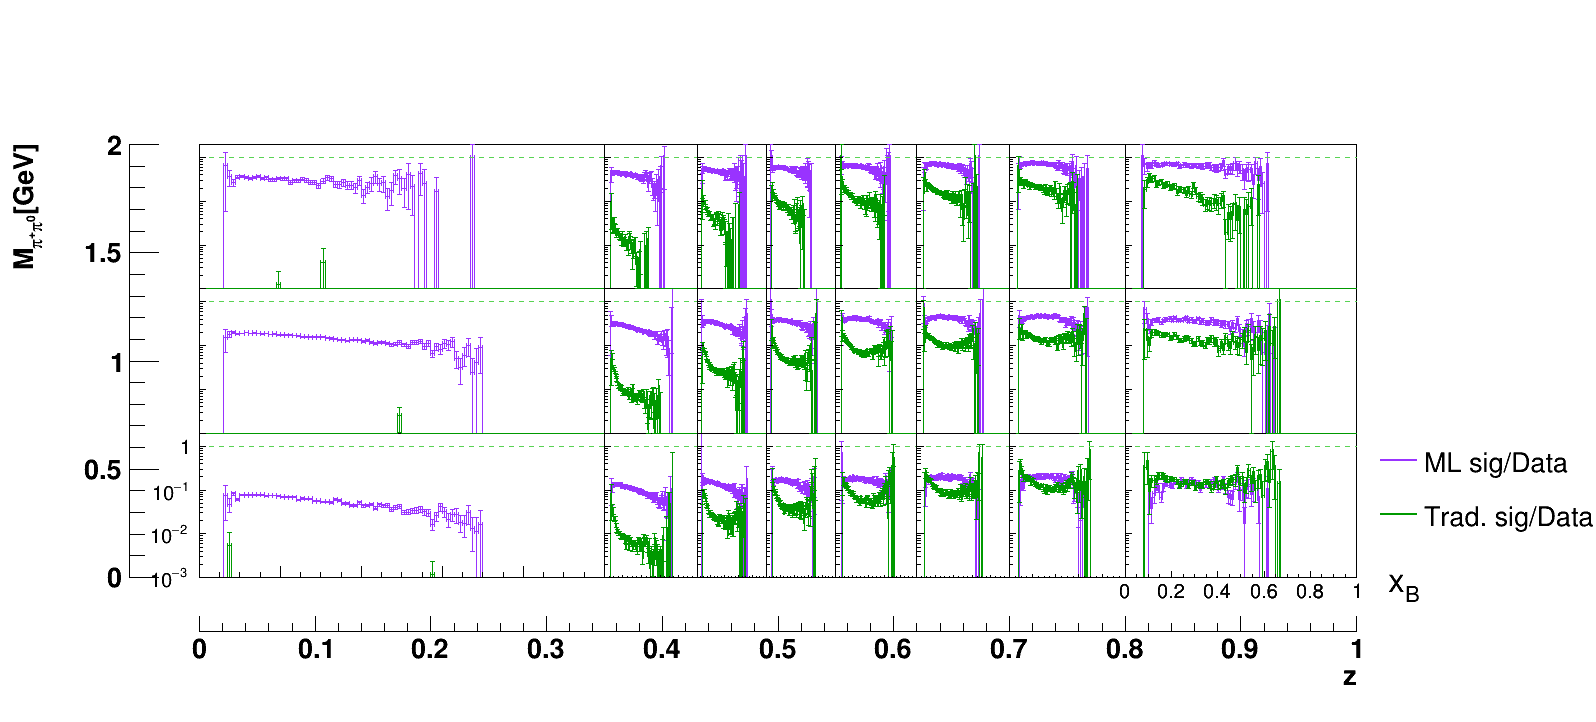 M_{π⁺π⁰}[GeV]
2
1.5
1
0.5
0
1
10⁻¹
10⁻²
10⁻³
ML sig/Data
Trad. sig/Data
0 0.2 0.4 0.6 0.8 1
x_B
0 0.1 0.2 0.3 0.4 0.5 0.6 0.7 0.8 0.9 1
z